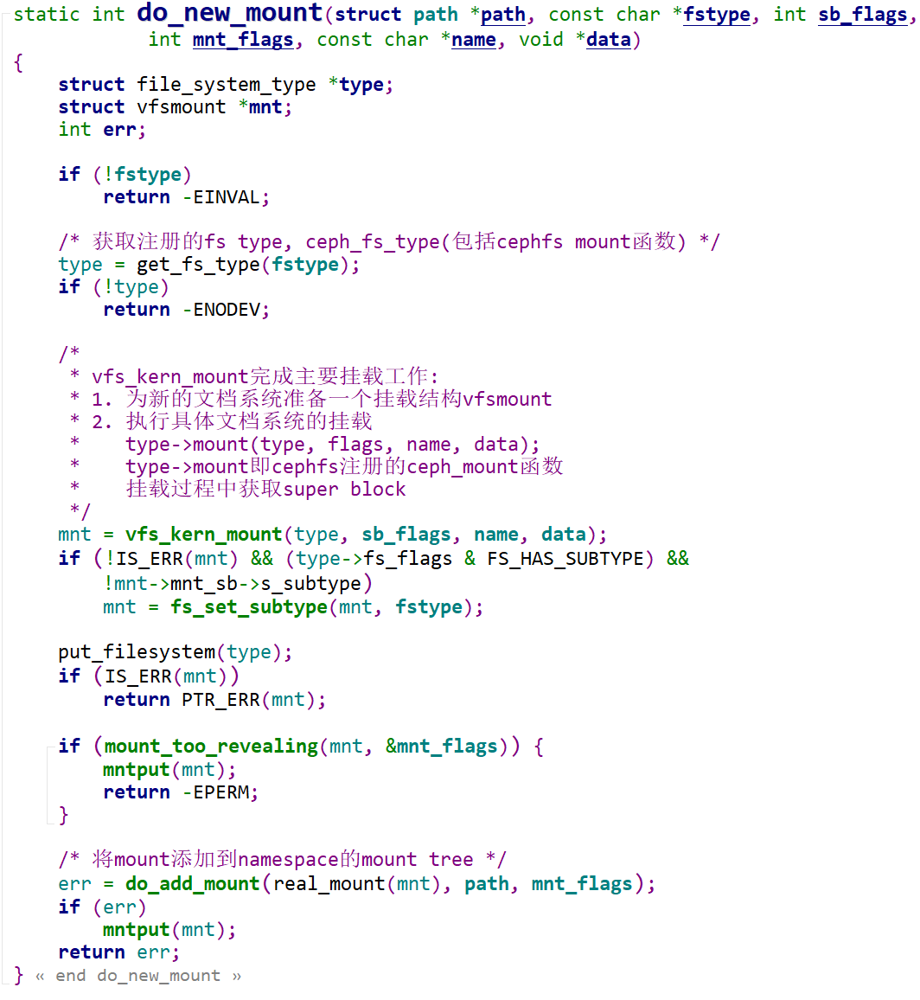 static int do_new_mount(struct path *path, const char *fstype, int sb_flags,
            int mnt_flags, const char *name, void *data)
{
    struct file_system_type *type;
    struct vfsmount *mnt;
    int err;

    if (!fstype)
        return -EINVAL;

    /* 获取注册的fs type, ceph_fs_type(包括cephfs mount函数) */
    type = get_fs_type(fstype);
    if (!type)
        return -ENODEV;

    /*
     * vfs_kern_mount完成主要挂载工作:
     * 1. 为新的文档系统准备一个挂载结构vfsmount
     * 2. 执行具体文档系统的挂载
     *    type->mount(type, flags, name, data);
     *    type->mount即cephfs注册的ceph_mount函数
     *    挂载过程中获取super block
     */
    mnt = vfs_kern_mount(type, sb_flags, name, data);
    if (!IS_ERR(mnt) && (type->fs_flags & FS_HAS_SUBTYPE) &&
        !mnt->mnt_sb->s_subtype)
        mnt = fs_set_subtype(mnt, fstype);

    put_filesystem(type);
    if (IS_ERR(mnt))
        return PTR_ERR(mnt);

    if (mount_too_revealing(mnt, &mnt_flags)) {
        mntput(mnt);
        return -EPERM;
    }

    /* 将mount添加到namespace的mount tree */
    err = do_add_mount(real_mount(mnt), path, mnt_flags);
    if (err)
        mntput(mnt);
    return err;
} « end do_new_mount »